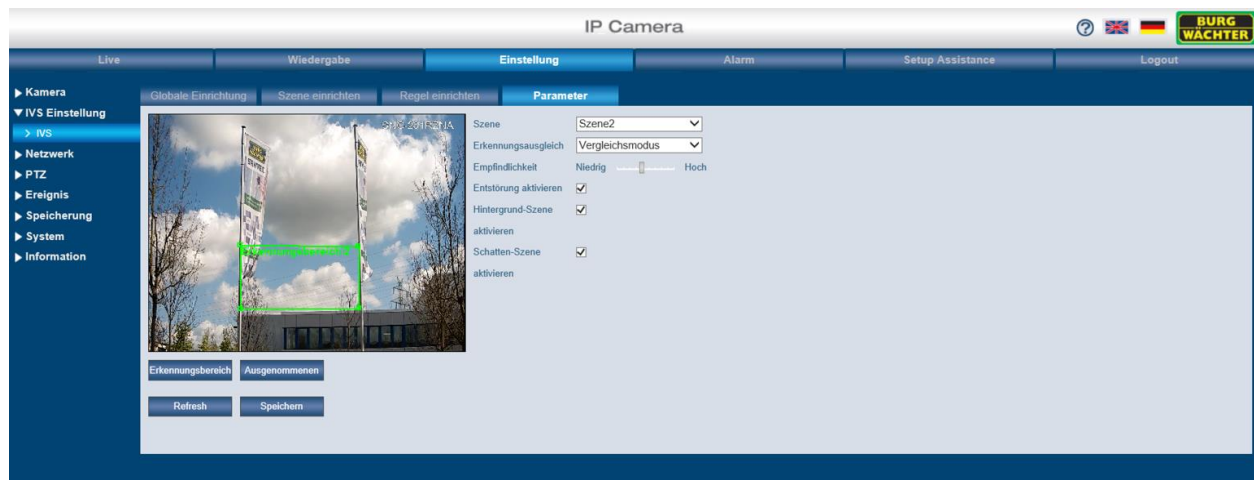 IP Camera
BURG
WÄCHTER
Live Wiedergabe Einstellung Alarm Setup Assistance Logout
Kamera
IVS Einstellung
> IVS
Netzwerk
PTZ
Ereignis
Speicherung
System
Information
Globale Einrichtung Szene einrichten Regel einrichten Parameter
Szene Szene2
Erkennungsausgleich Vergleichsmodus
Empfindlichkeit Niedrig Hoch
Entstörung aktivieren
Hintergrund-Szene
aktivieren
Schatten-Szene
aktivieren
Erkennungsbereich Ausgenommenen
Refresh Speichern